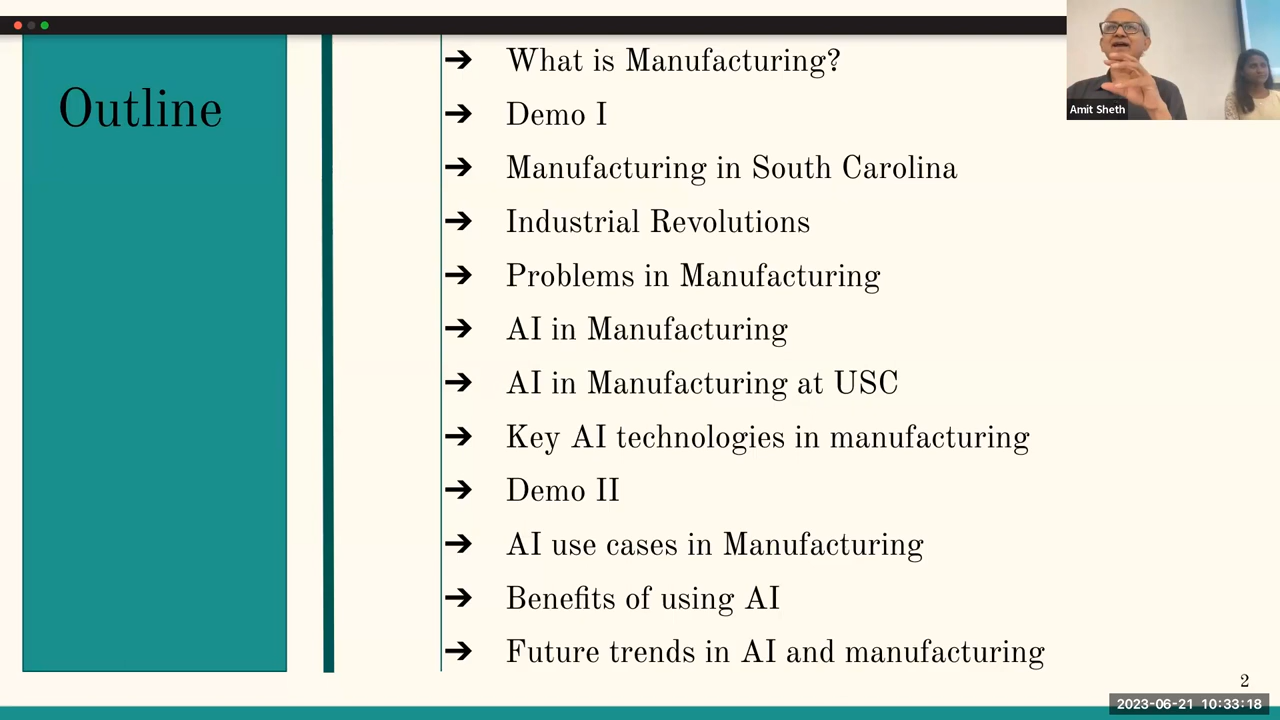 Outline
➔ What is Manufacturing?
➔ Demo I
➔ Manufacturing in South Carolina
➔ Industrial Revolutions
➔ Problems in Manufacturing
➔ AI in Manufacturing
➔ AI in Manufacturing at USC
➔ Key AI technologies in manufacturing
➔ Demo II
➔ AI use cases in Manufacturing
➔ Benefits of using AI
➔ Future trends in AI and manufacturing
Amit Sheth
2
2023-06-21 10:33:18